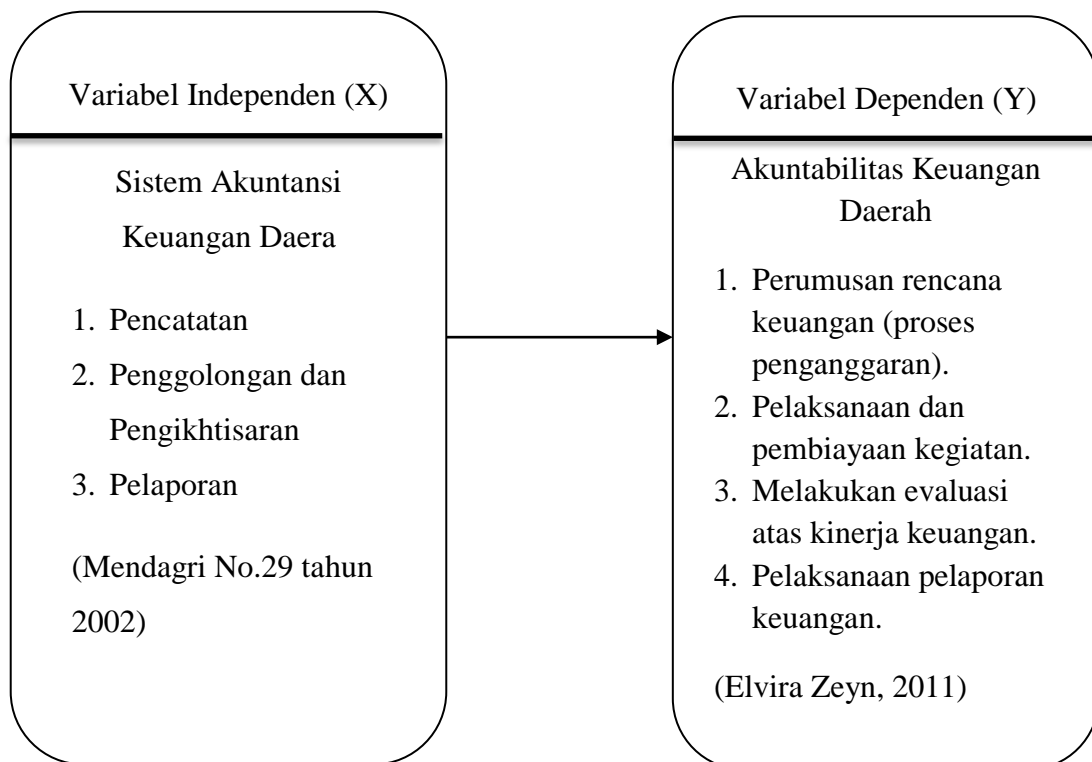 Variabel Independen (X)
Sistem Akuntansi
Keuangan Daera
1. Pencatatan
2. Penggolongan dan
Pengikhtisaran
3. Pelaporan
(Mendagri No.29 tahun
2002)
Variabel Dependen (Y)
Akuntabilitas Keuangan
Daerah
1. Perumusan rencana
keuangan (proses
penganggaran).
2. Pelaksanaan dan
pembiayaan kegiatan.
3. Melakukan evaluasi
atas kinerja keuangan.
4. Pelaksanaan pelaporan
keuangan.
(Elvira Zeyn, 2011)